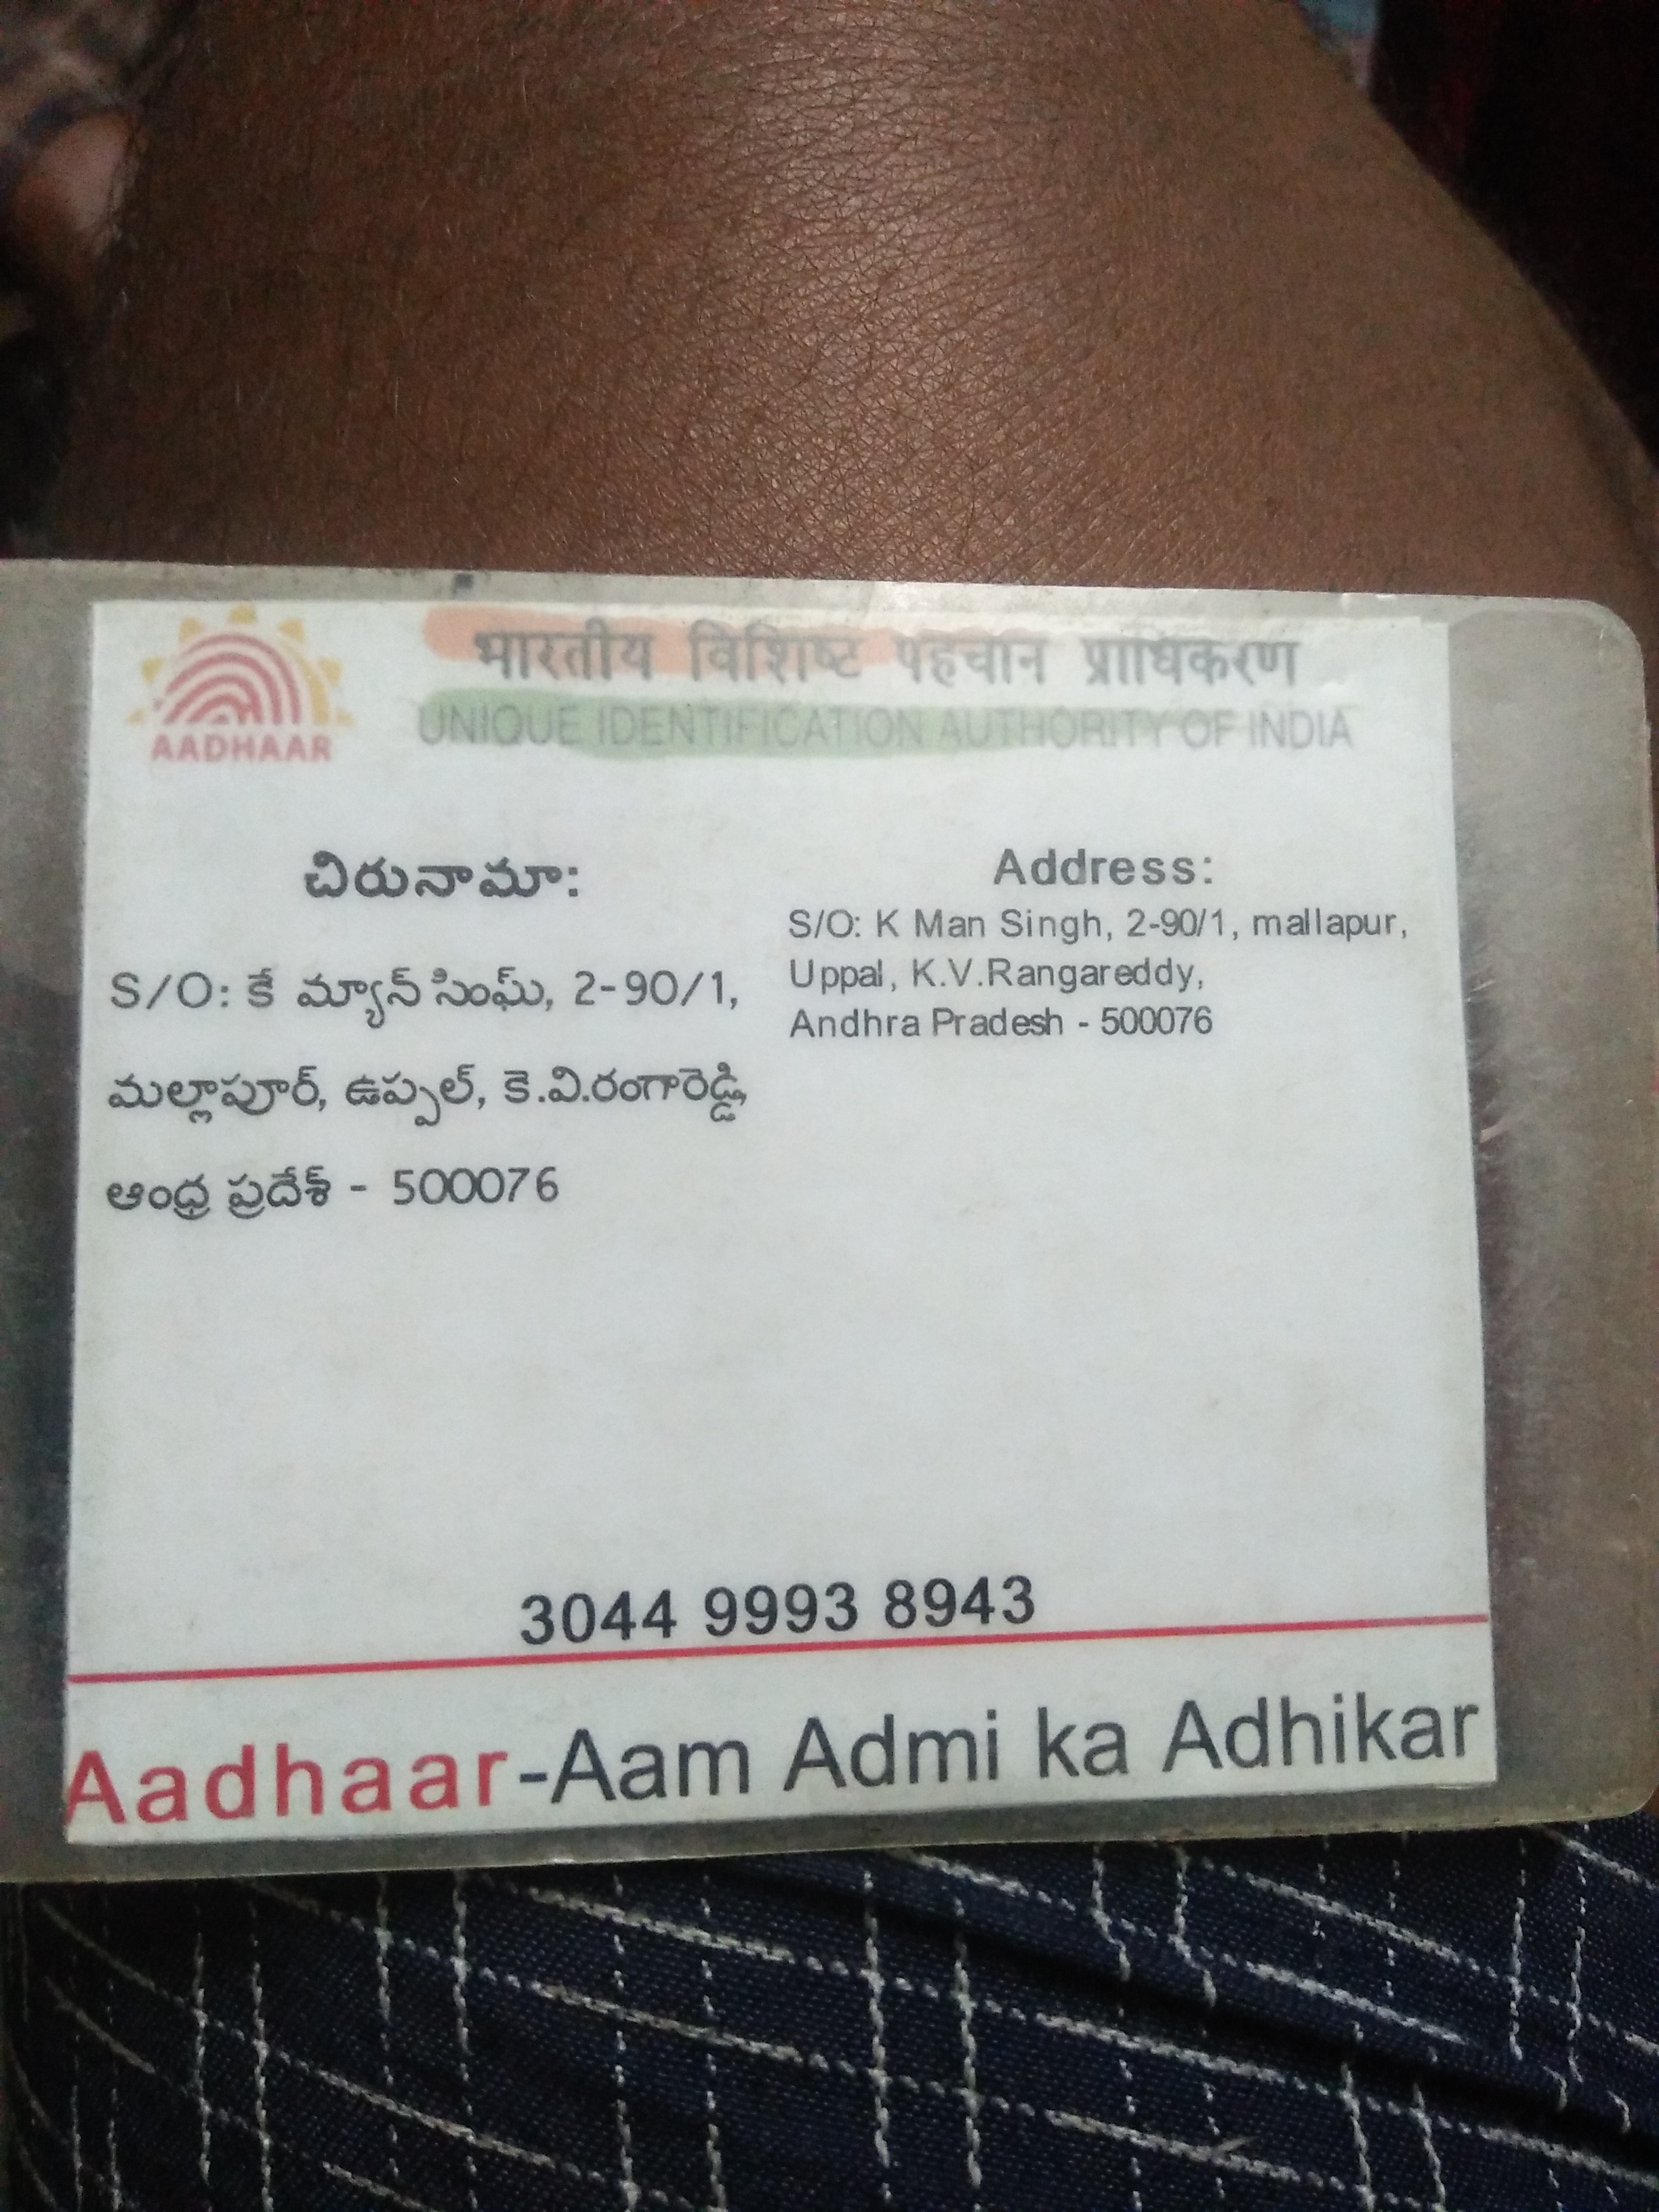 भारतीय विशिष्ट पहचान प्राधिकरण
UNIQUE IDENTIFICATION AUTHORITY OF INDIA
AADHAAR
చిరునామా:
S/O: కే మ్యాన్ సింఘ్, 2-90/1,
మల్లాపూర్, ఉప్పల్, కె.వి.రంగారెడ్డి,
ఆంధ్ర ప్రదేశ్ - 500076
Address:
S/O: K Man Singh, 2-90/1, mallapur,
Uppal, K.V.Rangareddy,
Andhra Pradesh - 500076
3044 9993 8943
Aadhaar-Aam Admi ka Adhikar